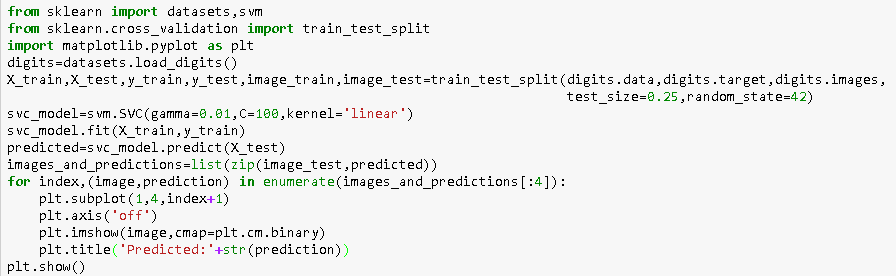 from sklearn import datasets,svm
from sklearn.cross_validation import train_test_split
import matplotlib.pyplot as plt
digits=datasets.load_digits()
X_train,X_test,y_train,y_test,image_train,image_test=train_test_split(digits.data,digits.target,digits.images,
test_size=0.25,random_state=42)
svc_model=svm.SVC(gamma=0.01,C=100,kernel='linear')
svc_model.fit(X_train,y_train)
predicted=svc_model.predict(X_test)
images_and_predictions=list(zip(image_test,predicted))
for index,(image,prediction) in enumerate(images_and_predictions[:4]):
    plt.subplot(1,4,index+1)
    plt.axis('off')
    plt.imshow(image,cmap=plt.cm.binary)
    plt.title('Predicted:'+str(prediction))
plt.show()